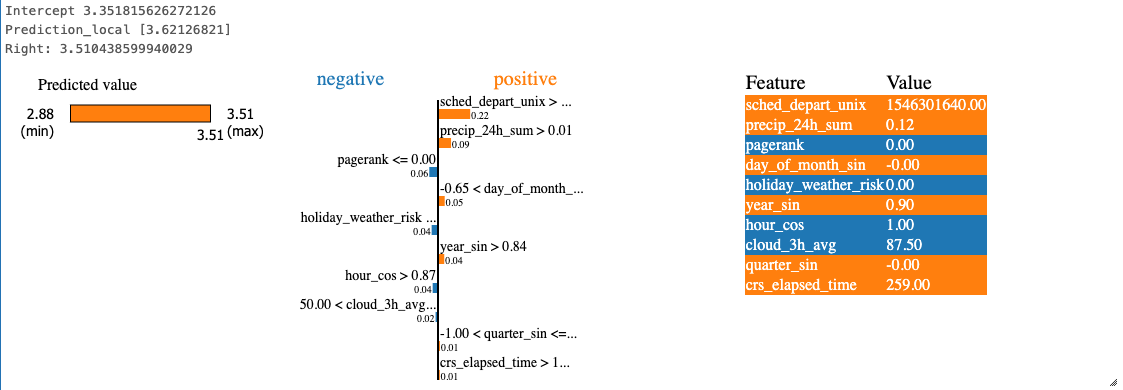 Intercept 3.351815626272126
Prediction_local [3.62126821]
Right: 3.510438599940029
Predicted value
2.88
(min)
3.51
(max)
3.51
negative
positive
sched_depart_unix > ...
0.22
precip_24h_sum > 0.01
0.09
pagerank <= 0.00
0.06
-0.65 < day_of_month_...
0.05
holiday_weather_risk ...
0.04
year_sin > 0.84
0.04
hour_cos > 0.87
0.04
50.00 < cloud_3h_avg...
0.02
-1.00 < quarter_sin <=...
0.01
crs_elapsed_time > 1...
0.01
Feature Value
sched_depart_unix 1546301640.00
precip_24h_sum 0.12
pagerank 0.00
day_of_month_sin -0.00
holiday_weather_risk 0.00
year_sin 0.90
hour_cos 1.00
cloud_3h_avg 87.50
quarter_sin -0.00
crs_elapsed_time 259.00